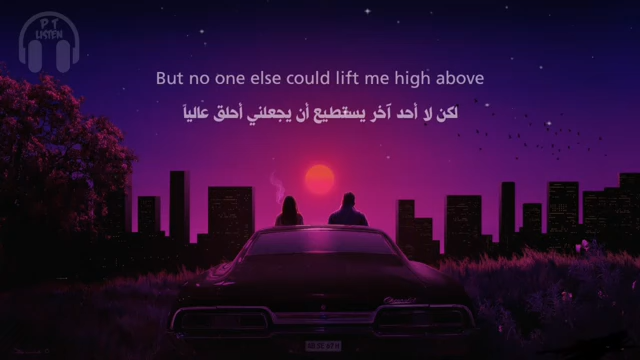 PT
LISTEN
But no one else could lift me high above
لكن لا أحد آخر يستطيع أن يجعلني أحلق عالياً